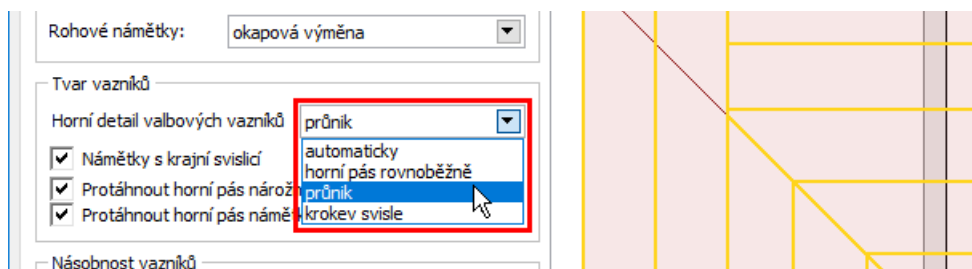 Rohové námětky: okapová výměna
Tvar vazníků
Horní detail valbových vazníků průnik
automaticky
Námětky s krajní svislicí
horní pás rovnoběžně
Protáhnout horní pás nárož
průnik
Protáhnout horní pás námět
krokev svisle
Násobnost vazníků